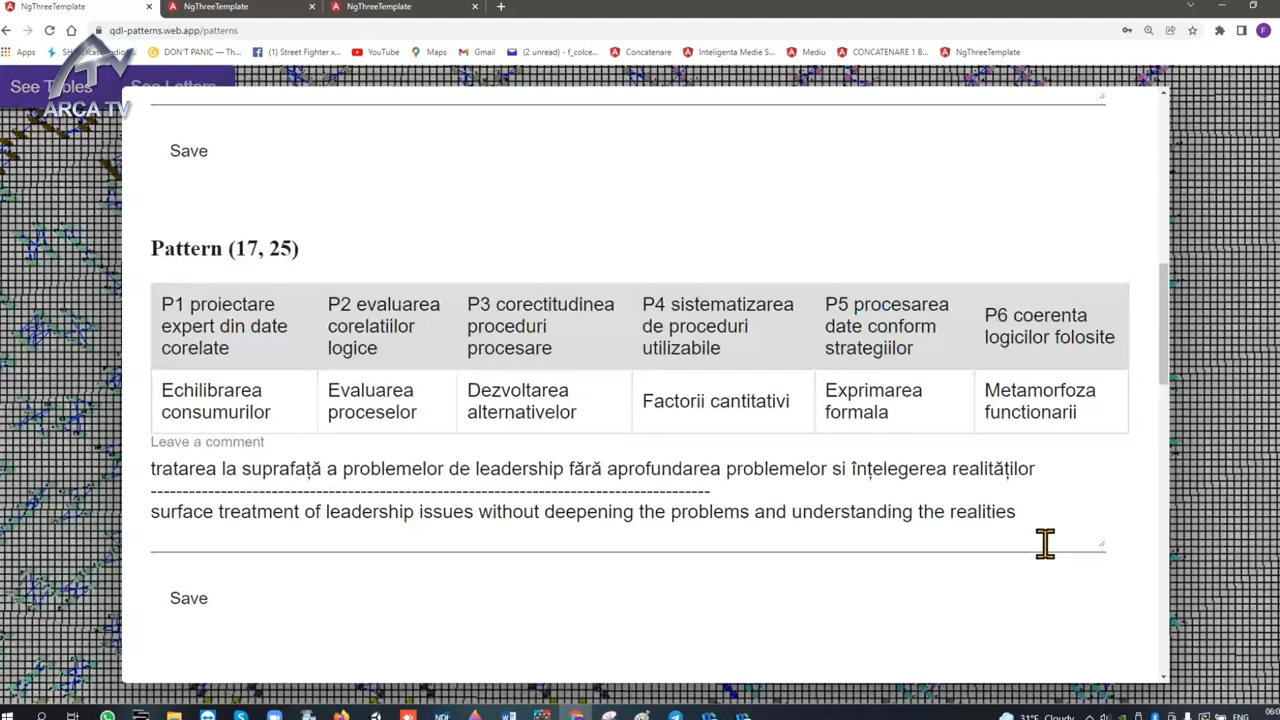 NgThreeTemplate
NgThreeTemplate
NgThreeTemplate
qdl-patterns.web.app/patterns
F
Apps
DON'T PANIC — Th...
(1) Street Fighter x...
YouTube
Maps
Gmail
(2 unread) - f_colce...
Concatenare
Inteligenta Medie S...
Mediu
CONCATENARE 1 B...
NgThreeTemplate
ARCA TV
Save
Pattern (17, 25)
P1 proiectare expert din date corelate
P2 evaluarea corelatiilor logice
P3 corectitudinea proceduri procesare
P4 sistematizarea de proceduri utilizabile
P5 procesarea date conform strategiilor
P6 coerenta logicilor folosite
Echilibrarea consumurilor
Evaluarea proceselor
Dezvoltarea alternativelor
Factorii cantitativi
Exprimarea formala
Metamorfoza functionarii
Leave a comment
tratarea la suprafață a problemelor de leadership fără aprofundarea problemelor si înțelegerea realităților
----------------------------------------------------------------------------------------
surface treatment of leadership issues without deepening the problems and understanding the realities
Save
31°F Cloudy
ENG